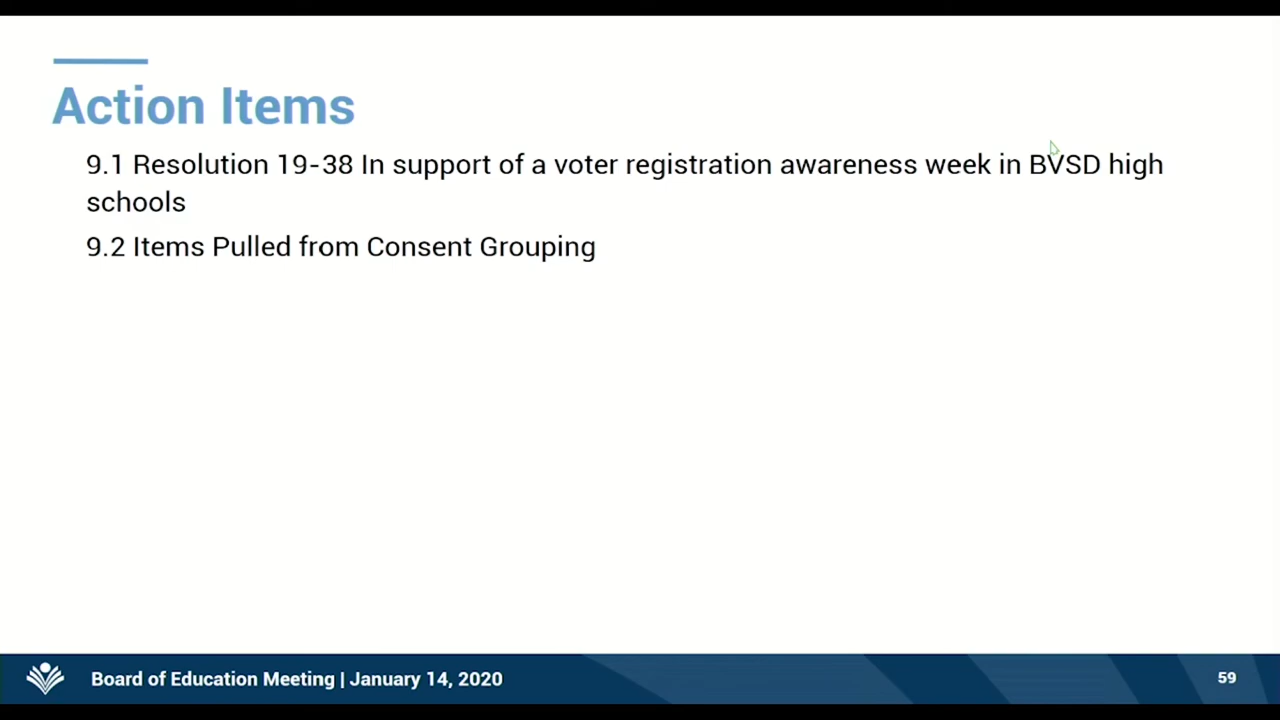 Action Items
9.1 Resolution 19-38 In support of a voter registration awareness week in BVSD high
schools
9.2 Items Pulled from Consent Grouping
Board of Education Meeting | January 14, 2020
59